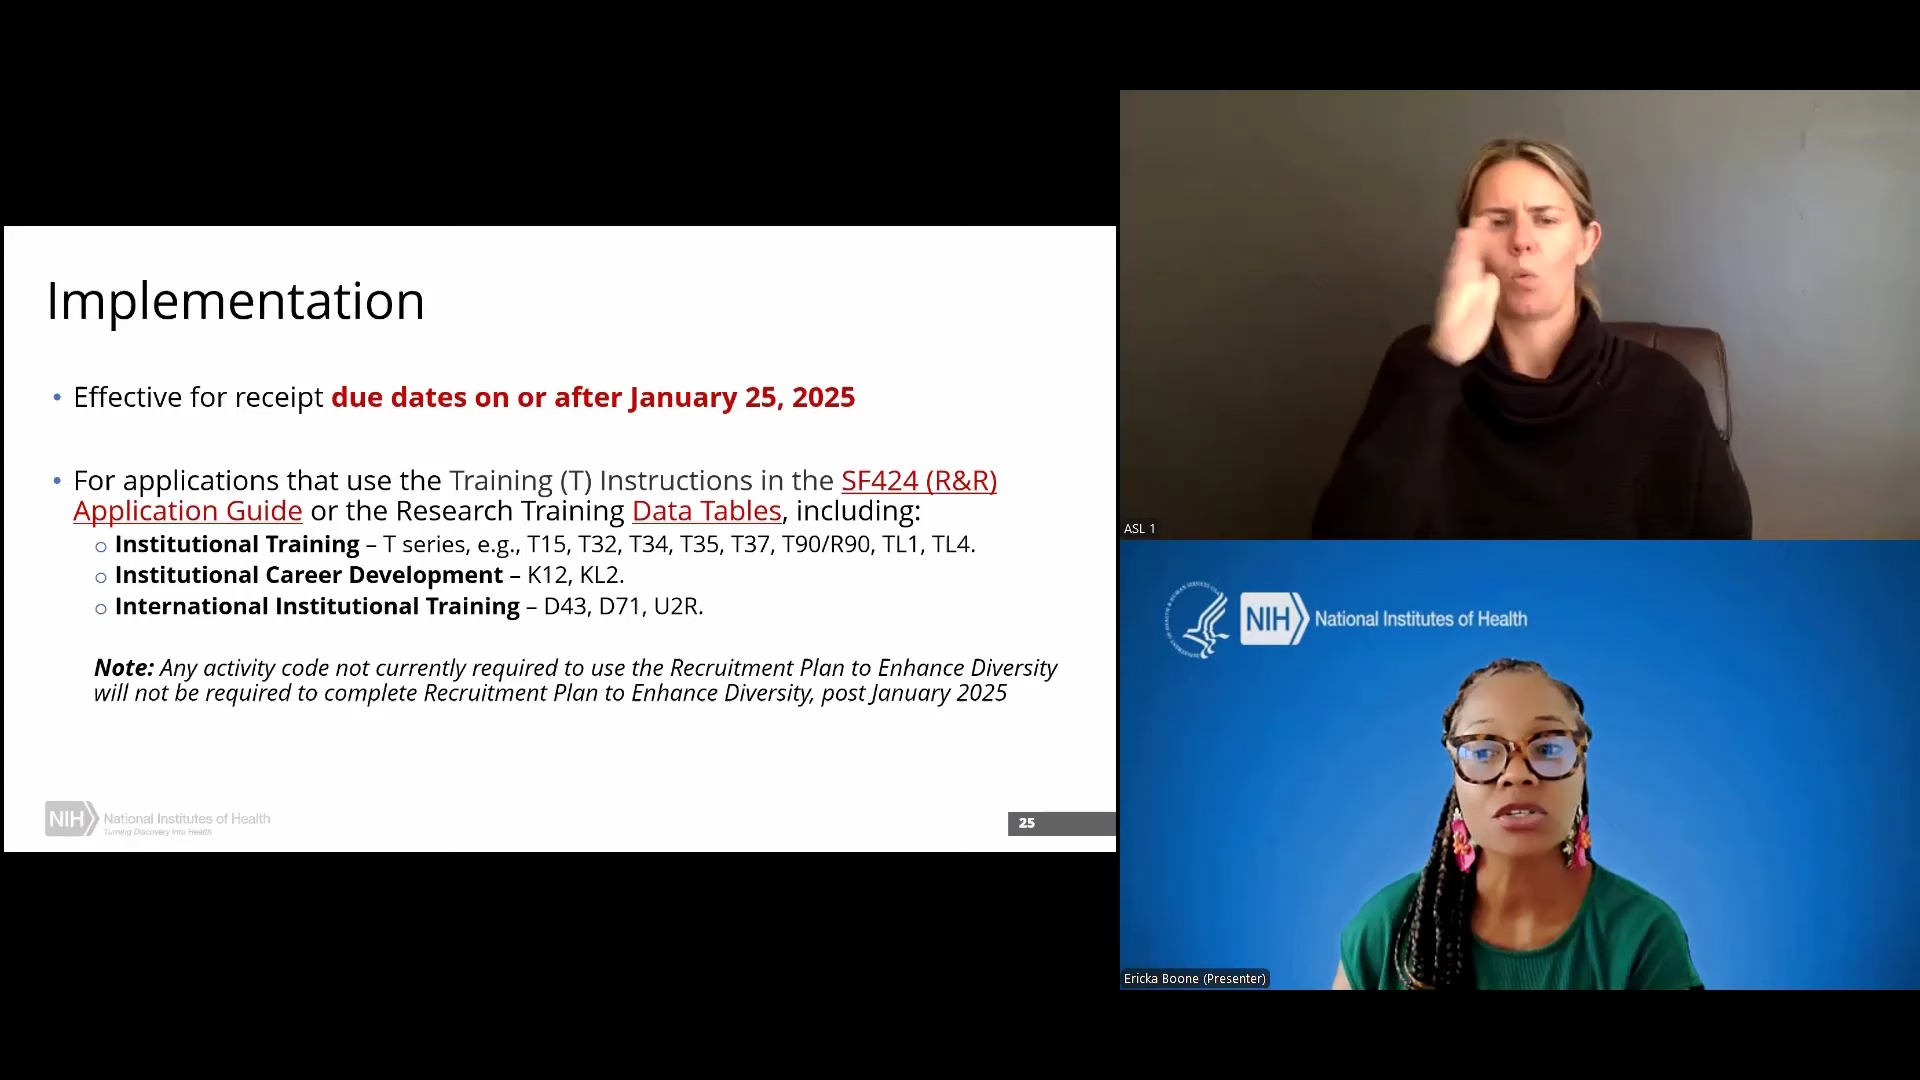 Implementation
• Effective for receipt due dates on or after January 25, 2025
• For applications that use the Training (T) Instructions in the SF424 (R&R)
Application Guide or the Research Training Data Tables, including:
○ Institutional Training – T series, e.g., T15, T32, T34, T35, T37, T90/R90, TL1, TL4.
○ Institutional Career Development – K12, KL2.
○ International Institutional Training – D43, D71, U2R.
Note: Any activity code not currently required to use the Recruitment Plan to Enhance Diversity
will not be required to complete Recruitment Plan to Enhance Diversity, post January 2025
NIH National Institutes of Health
Turning Discovery Into Health
25
ASL 1
NIH National Institutes of Health
Ericka Boone (Presenter)